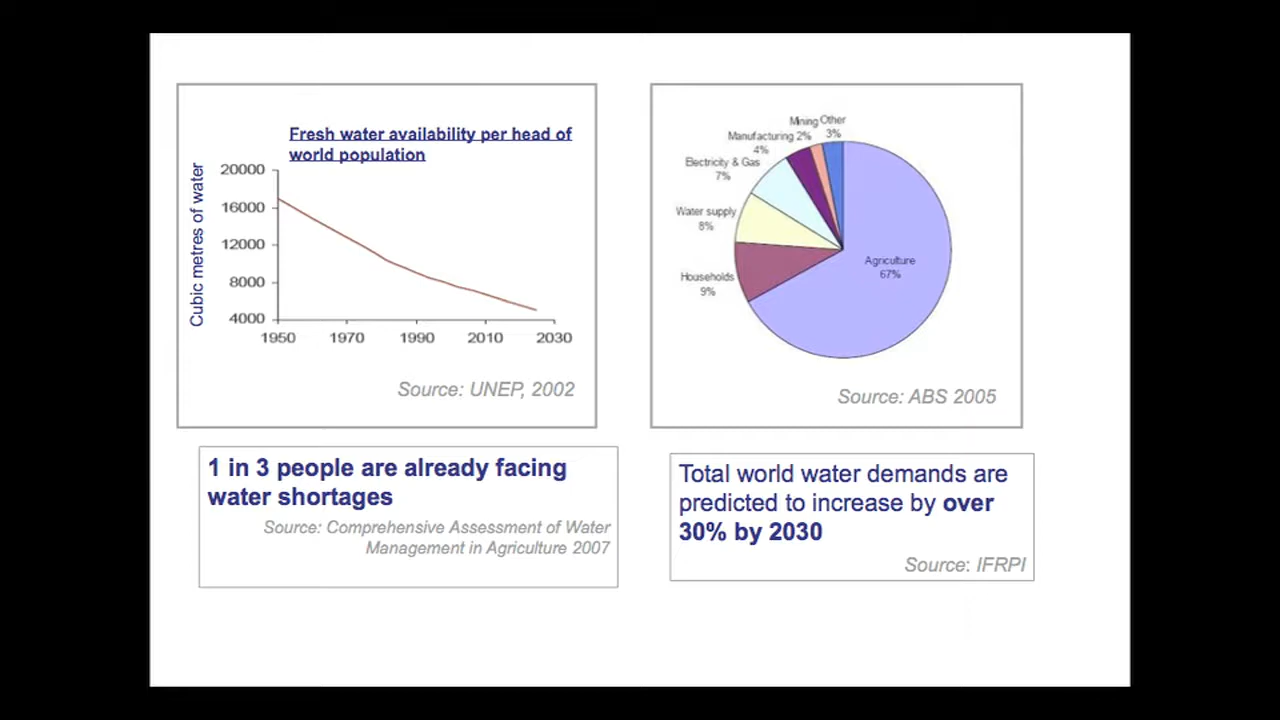 Fresh water availability per head of
world population
Cubic metres of water
20000
16000
12000
8000
4000
1950 1970 1990 2010 2030
Source: UNEP, 2002
Mining 2%
Other 3%
Manufacturing 4%
Electricity & Gas
7%
Water supply
8%
Households
9%
Agriculture
67%
Source: ABS 2005
1 in 3 people are already facing
water shortages
Source: Comprehensive Assessment of Water
Management in Agriculture 2007
Total world water demands are
predicted to increase by over
30% by 2030
Source: IFRPI